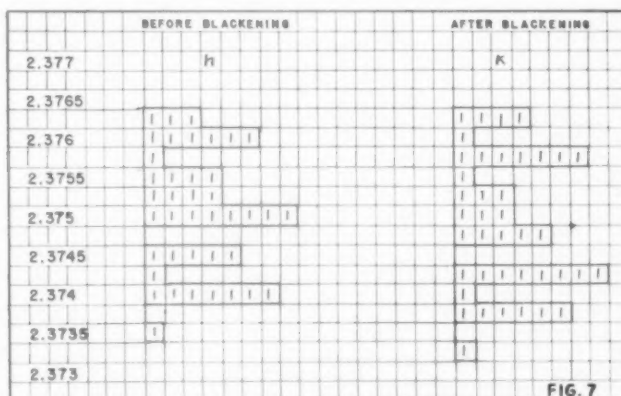 BEFORE BLACKENING AFTER BLACKENING
2.377 h K
2.3765
| | | | | | |
2.376 | | | | | | |
| | | | | | | |
2.3755 | | | | |
| | | | | | |
2.375 | | | | | | | | | | |
| | | | |
2.3745 | | | | |
| | | | | | | | |
2.374 | | | | | | | |
| | | | | |
2.3735 |
|
2.373
FIG. 7